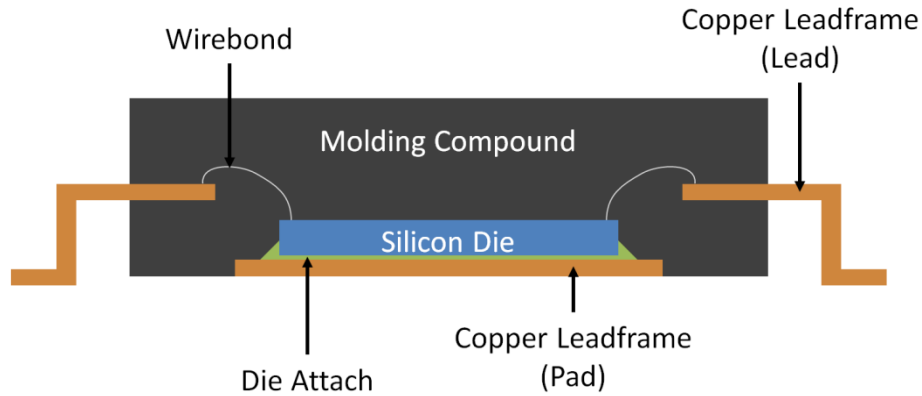 Wirebond
Copper Leadframe
(Lead)
Molding Compound
Silicon Die
Die Attach
Copper Leadframe
(Pad)